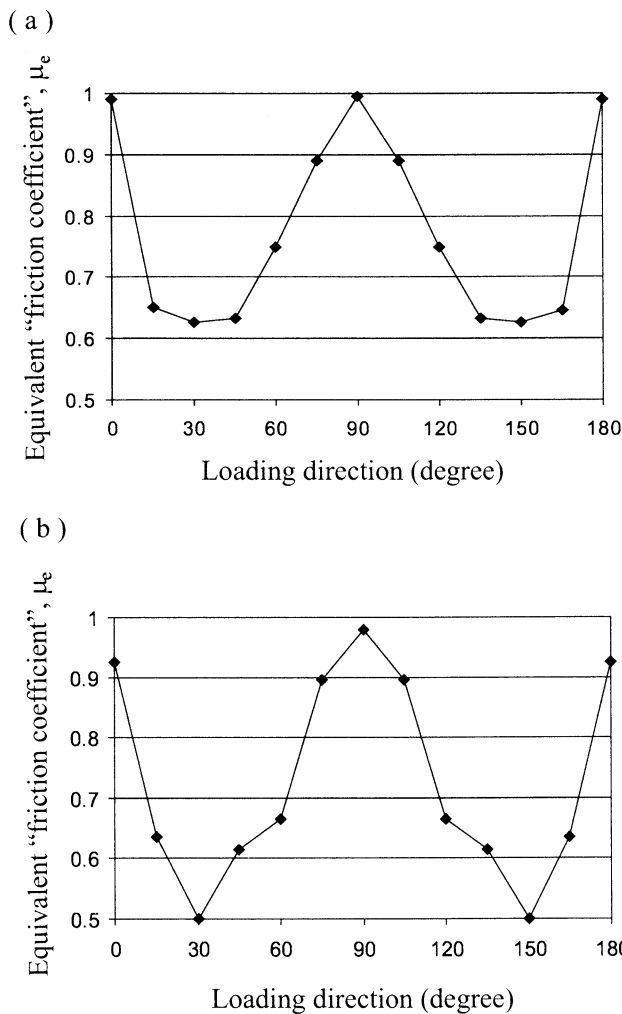 ( a )
Equivalent “friction coefficient”, μe
1
0.9
0.8
0.7
0.6
0.5
0 30 60 90 120 150 180
Loading direction (degree)
( b )
Equivalent “friction coefficient”, μe
1
0.9
0.8
0.7
0.6
0.5
0 30 60 90 120 150 180
Loading direction (degree)